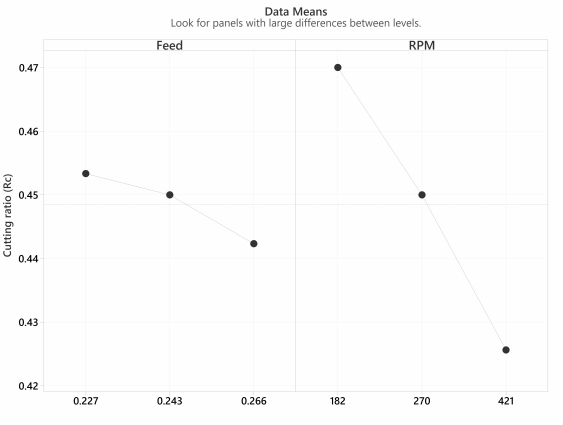 Data Means
Look for panels with large differences between levels.
Feed RPM
Cutting ratio (Rc)
0.47
0.46
0.45
0.44
0.43
0.42
0.227 0.243 0.266 182 270 421